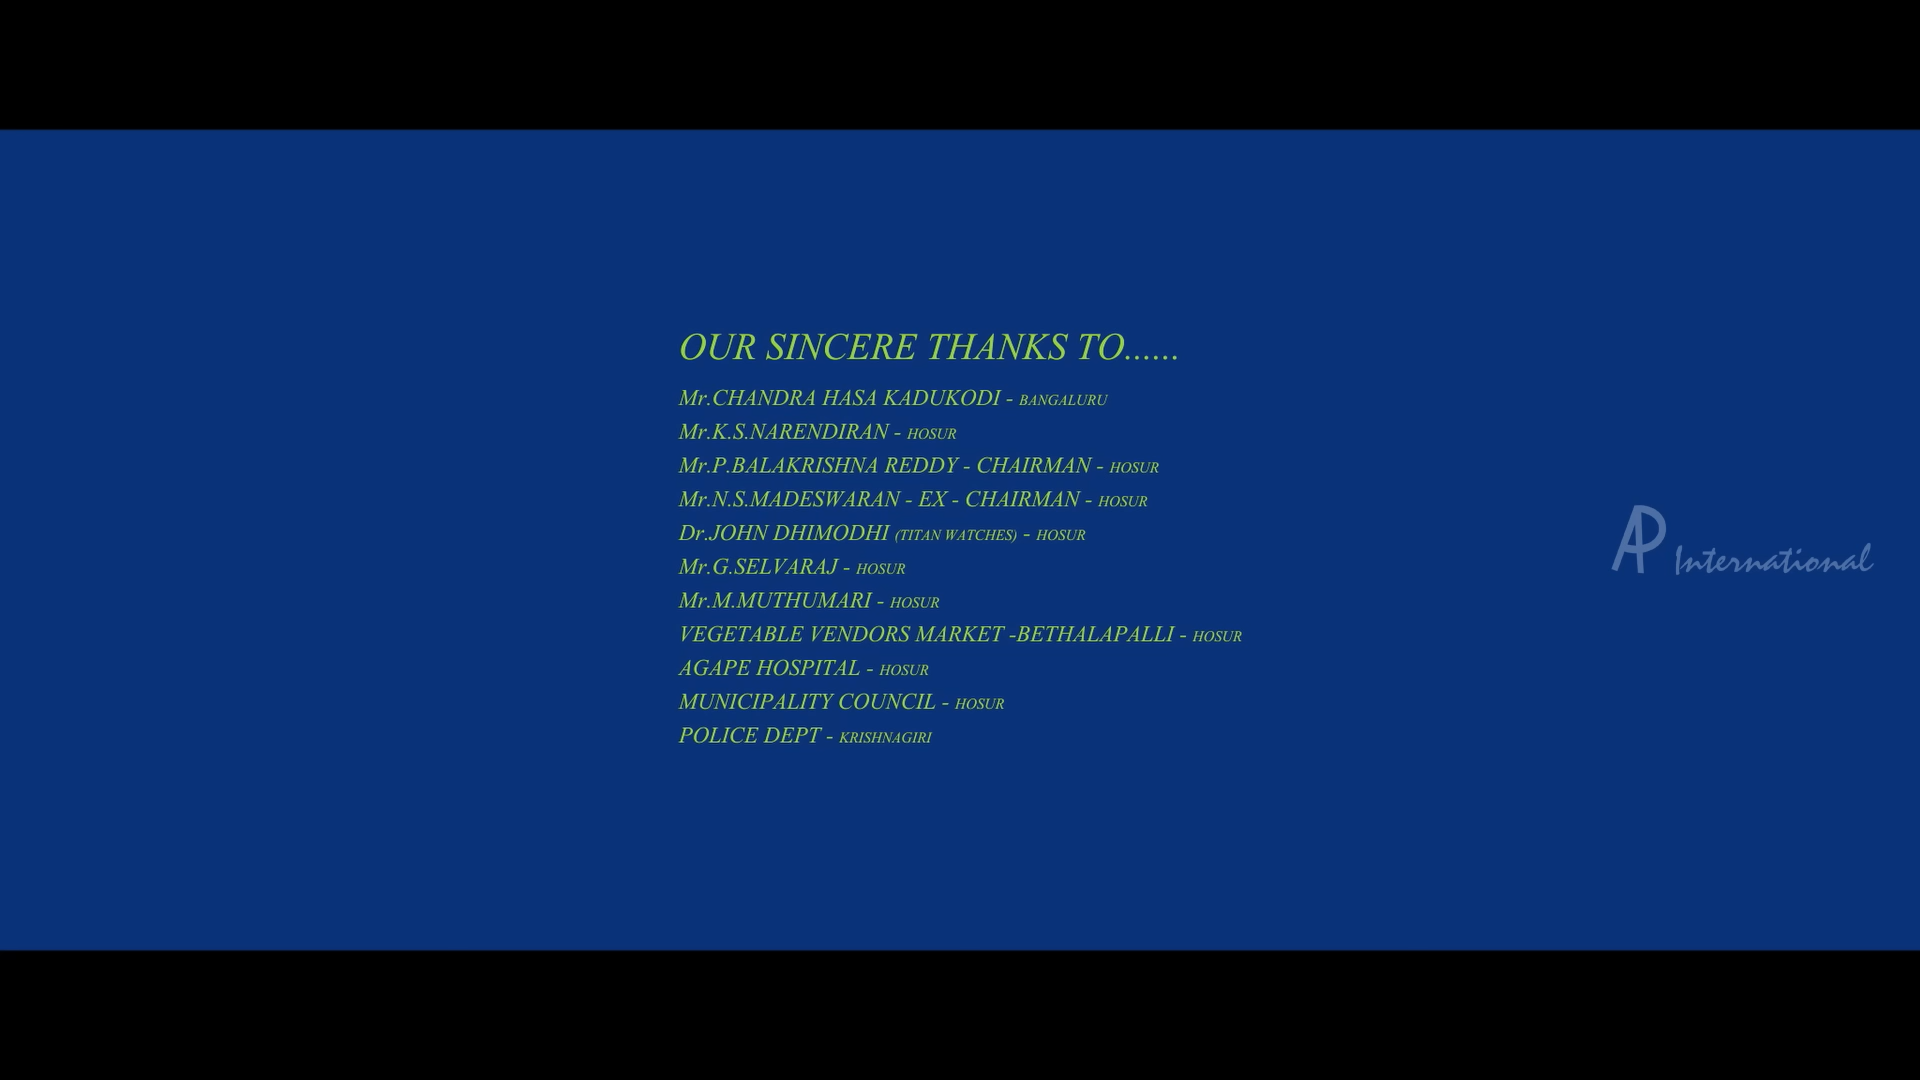 OUR SINCERE THANKS TO......
Mr.CHANDRA HASA KADUKODI - BANGALURU
Mr.K.S.NARENDIRAN - HOSUR
Mr.P.BALAKRISHNA REDDY - CHAIRMAN - HOSUR
Mr.N.S.MADESWARAN - EX - CHAIRMAN - HOSUR
Dr.JOHN DHIMODHI (TITAN WATCHES) - HOSUR
Mr.G.SELVARAJ - HOSUR
Mr.M.MUTHUMARI - HOSUR
VEGETABLE VENDORS MARKET -BETHALAPALLI - HOSUR
AGAPE HOSPITAL - HOSUR
MUNICIPALITY COUNCIL - HOSUR
POLICE DEPT - KRISHNAGIRI
AP International